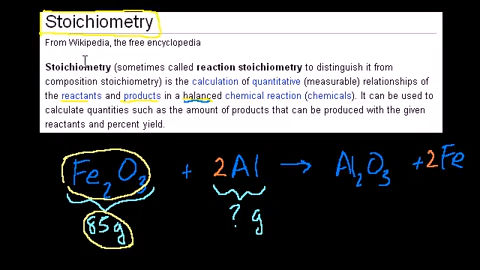 Stoichiometry
From Wikipedia, the free encyclopedia
Stoichiometry (sometimes called reaction stoichiometry to distinguish it from
composition stoichiometry) is the calculation of quantitative (measurable) relationships of
the reactants and products in a balanced chemical reaction (chemicals). It can be used to
calculate quantities such as the amount of products that can be produced with the given
reactants and percent yield.
Fe₂O₃ + 2Al → Al₂O₃ + 2Fe
85g ? g